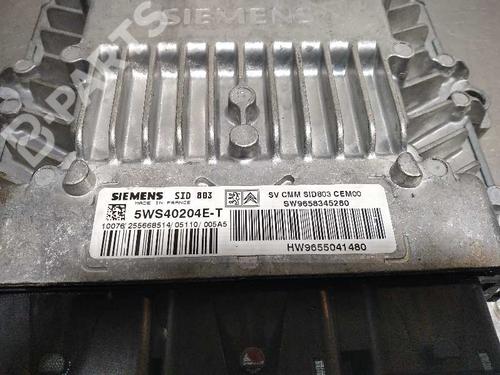 SIEMENS
B-PARTS
SIEMENS SID 803
MADE IN FRANCE
5WS40204E-T
10076 255668514/05110/ 005A5
SV CMM SID803 CEM00
SW9658345280
HW9655041480